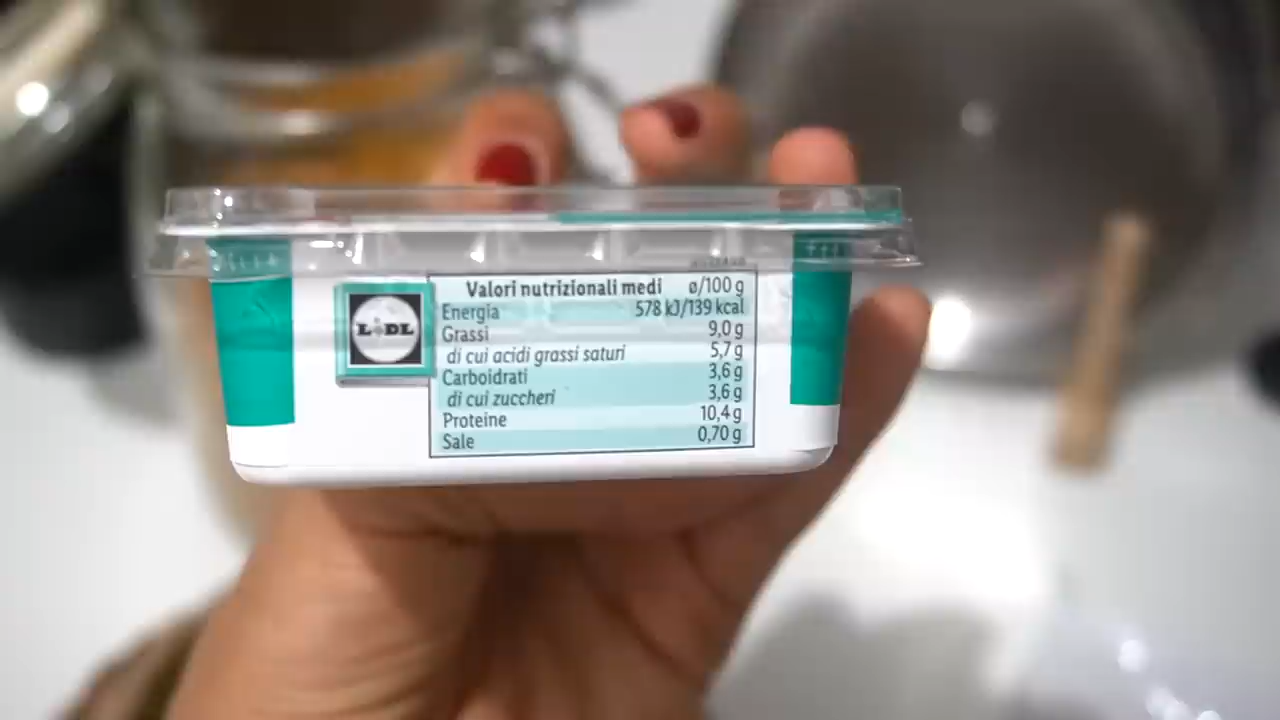 LIDL
Valori nutrizionali medi ø/100 g
Energia 578 kJ/139 kcal
Grassi 9,0 g
di cui acidi grassi saturi 5,7 g
Carboidrati 3,6 g
di cui zuccheri 3,6 g
Proteine 10,4 g
Sale 0,70 g